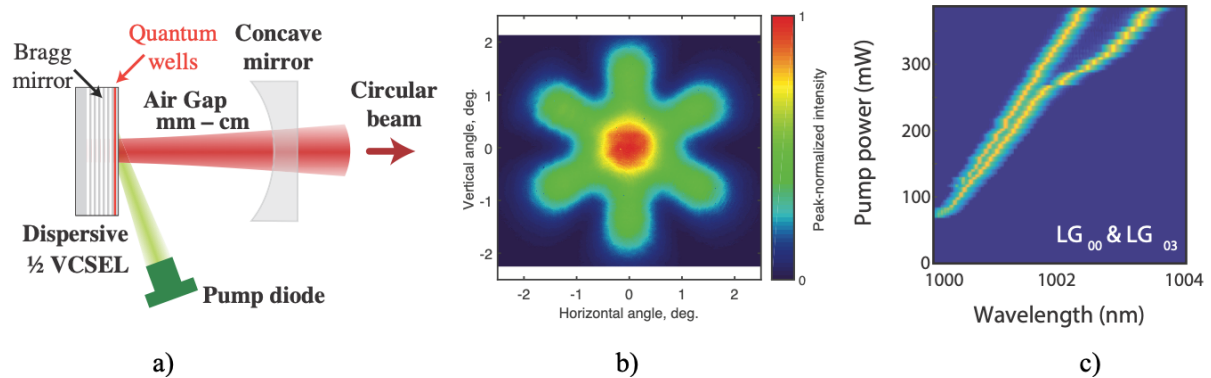 Bragg
mirror
Quantum
wells
Concave
mirror
Air Gap
mm – cm
Circular
beam
Dispersive
½ VCSEL
Pump diode
a)
Vertical angle, deg.
2
1
0
-1
-2
-2
-1
0
1
2
Horizontal angle, deg.
1
0
Peak-normalized intensity
b)
Pump power (mW)
300
200
100
0
LG 00 & LG 03
1000
1002
1004
Wavelength (nm)
c)